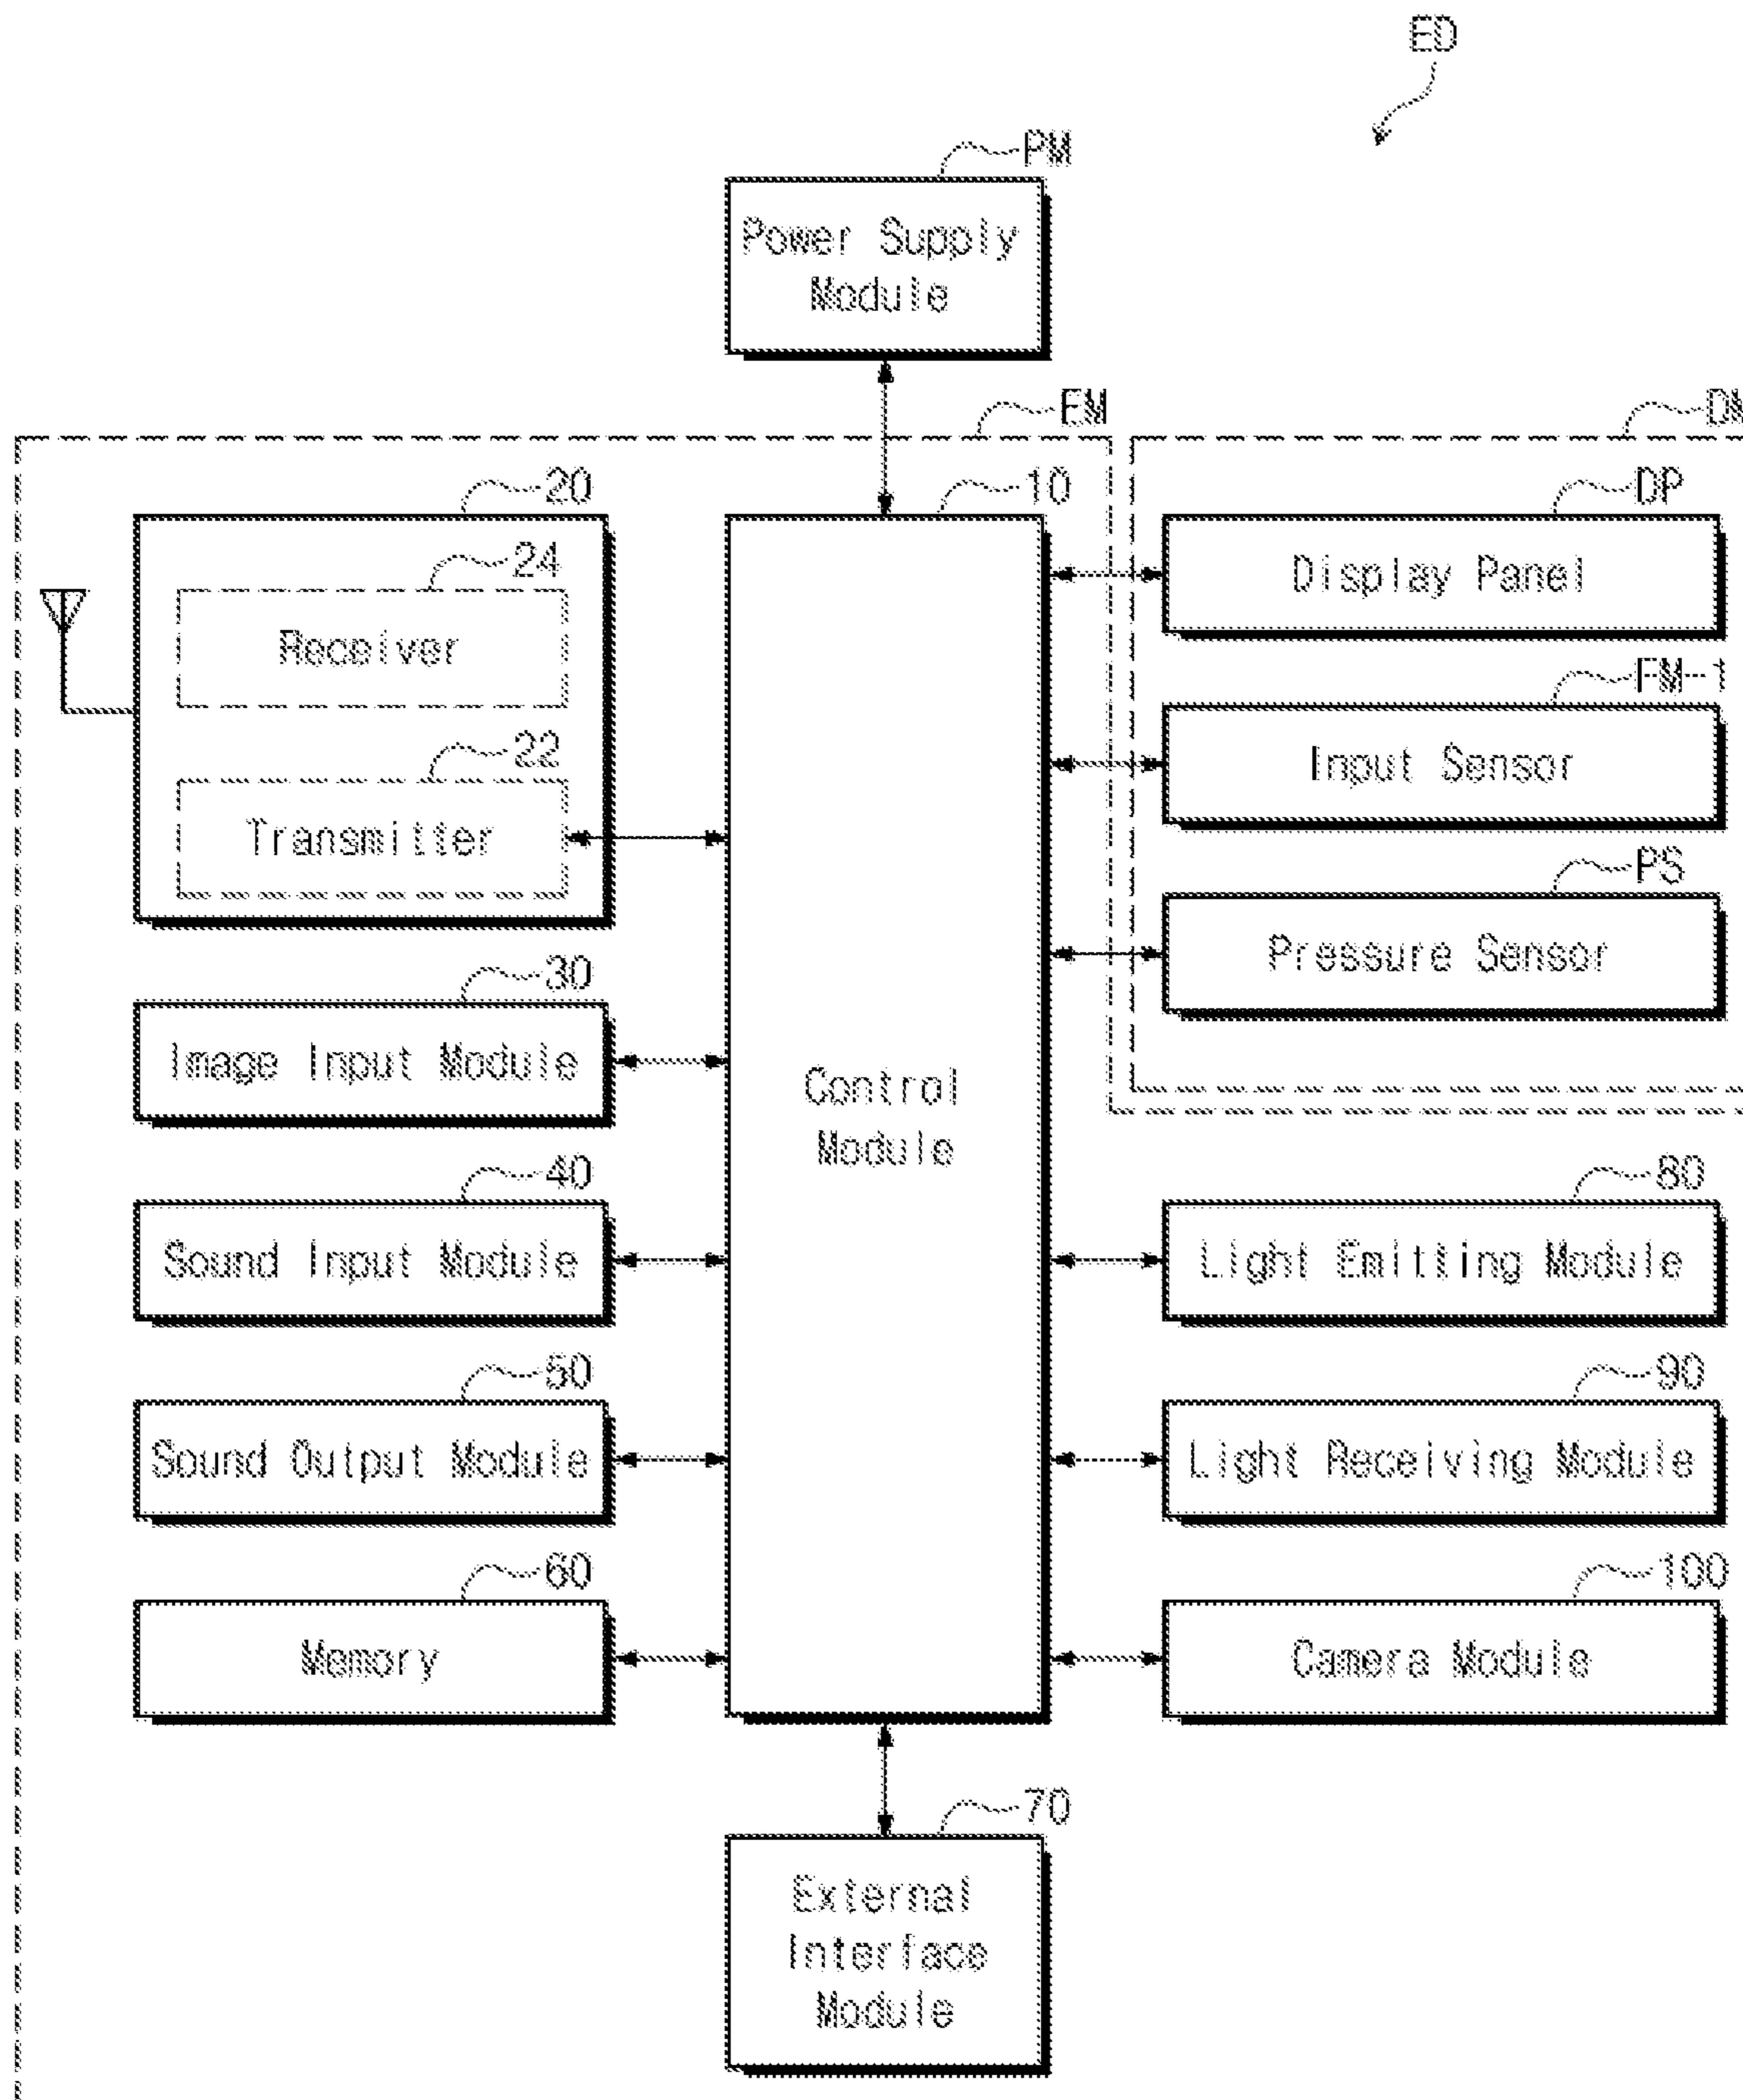 ED
PM
Power Supply
Module
EM
DM
20
10
DP
24
Display Panel
Receiver
FM-1
22
Input Sensor
Transmitter
PS
Pressure Sensor
30
Image Input Module
Control
Module
40
80
Sound Input Module
Light Emitting Module
50
90
Sound Output Module
Light Receiving Module
60
100
Memory
Camera Module
70
External
Interface
Module